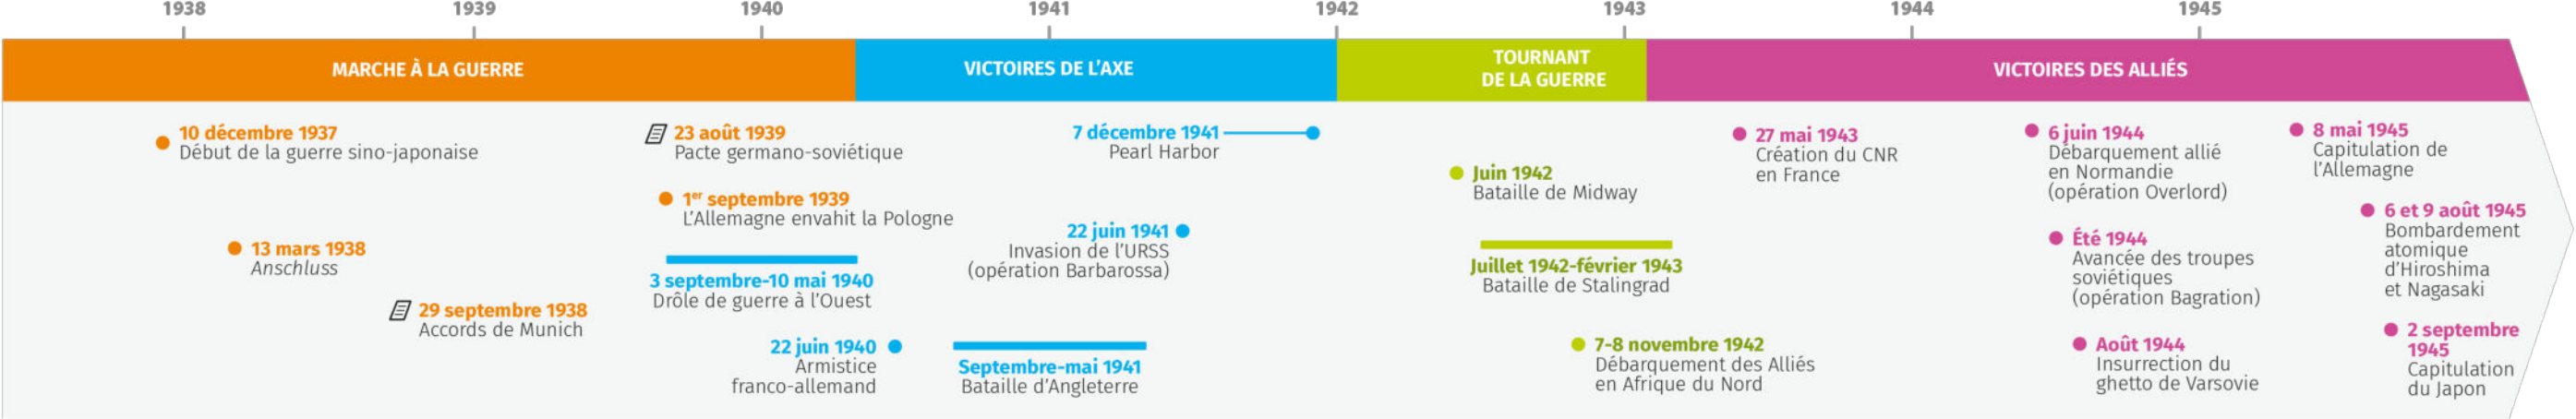 1938
1939
1940
1941
1942
1943
1944
1945
MARCHE À LA GUERRE
VICTOIRES DE L'AXE
TOURNANT
DE LA GUERRE
VICTOIRES DES ALLIÉS
10 décembre 1937
Début de la guerre sino-japonaise
13 mars 1938
Anschluss
29 septembre 1938
Accords de Munich
23 août 1939
Pacte germano-soviétique
1er septembre 1939
L'Allemagne envahit la Pologne
3 septembre-10 mai 1940
Drôle de guerre à l'Ouest
22 juin 1940
Armistice
franco-allemand
7 décembre 1941
Pearl Harbor
22 juin 1941
Invasion de l'URSS
(opération Barbarossa)
Septembre-mai 1941
Bataille d'Angleterre
Juin 1942
Bataille de Midway
Juillet 1942-février 1943
Bataille de Stalingrad
7-8 novembre 1942
Débarquement des Alliés
en Afrique du Nord
27 mai 1943
Création du CNR
en France
6 juin 1944
Débarquement allié
en Normandie
(opération Overlord)
Été 1944
Avancée des troupes
soviétiques
(opération Bagration)
Août 1944
Insurrection du
ghetto de Varsovie
8 mai 1945
Capitulation de
l'Allemagne
6 et 9 août 1945
Bombardement
atomique
d'Hiroshima
et Nagasaki
2 septembre
1945
Capitulation
du Japon